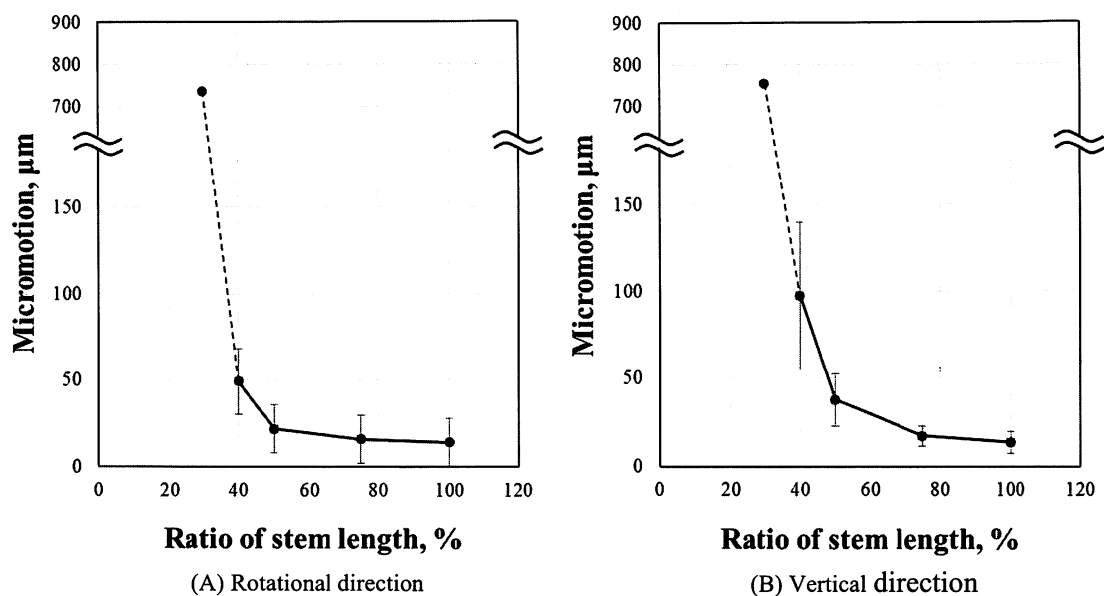 900
800
700
150
100
50
0
0 20 40 60 80 100 120
Micromotion, μm
Ratio of stem length, %
(A) Rotational direction
900
800
700
150
100
50
0
0 20 40 60 80 100 120
Micromotion, μm
Ratio of stem length, %
(B) Vertical direction